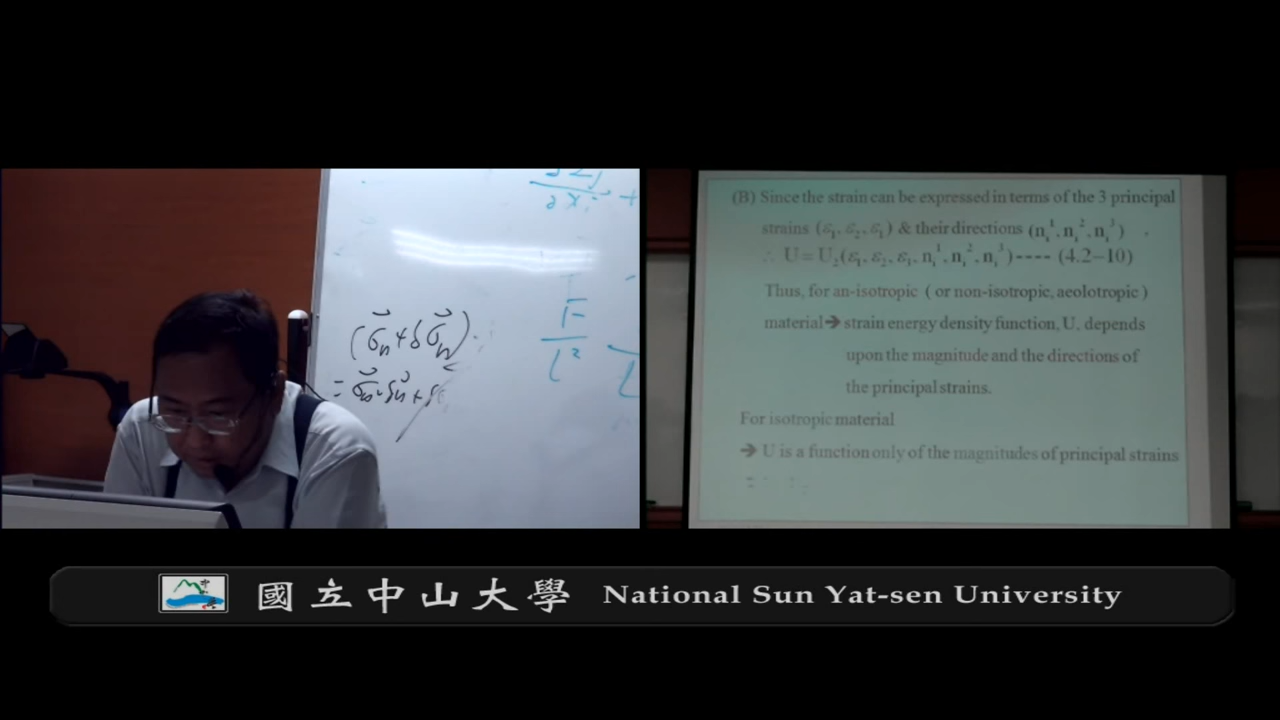 (σ⃗n + δσ⃗n) ·
F
l²
(B) Since the strain can be expressed in terms of the 3 principal
strains (ε₁, ε₂, ε₁) & their directions (nᵢ¹, nᵢ², nᵢ³)
∴ U = U₂(ε₁, ε₂, ε₁, nᵢ¹, nᵢ², nᵢ³)---- (4.2−10)
Thus, for an-isotropic ( or non-isotropic, aeolotropic )
material➔ strain energy density function, U, depends
upon the magnitude and the directions of
the principal strains.
For isotropic material
➔ U is a function only of the magnitudes of principal strains
國立中山大學 National Sun Yat-sen University